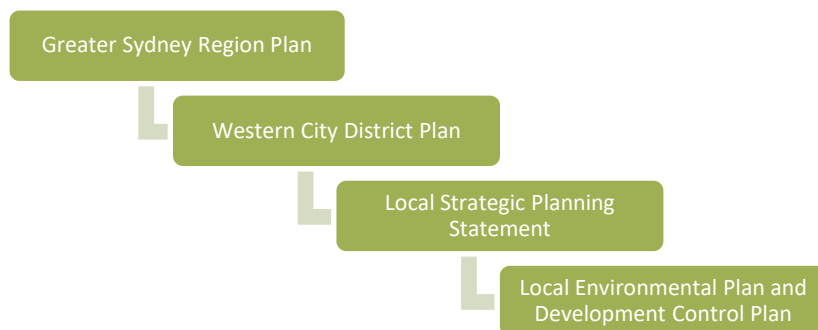 Greater Sydney Region Plan
Western City District Plan
Local Strategic Planning
Statement
Local Environmental Plan and
Development Control Plan